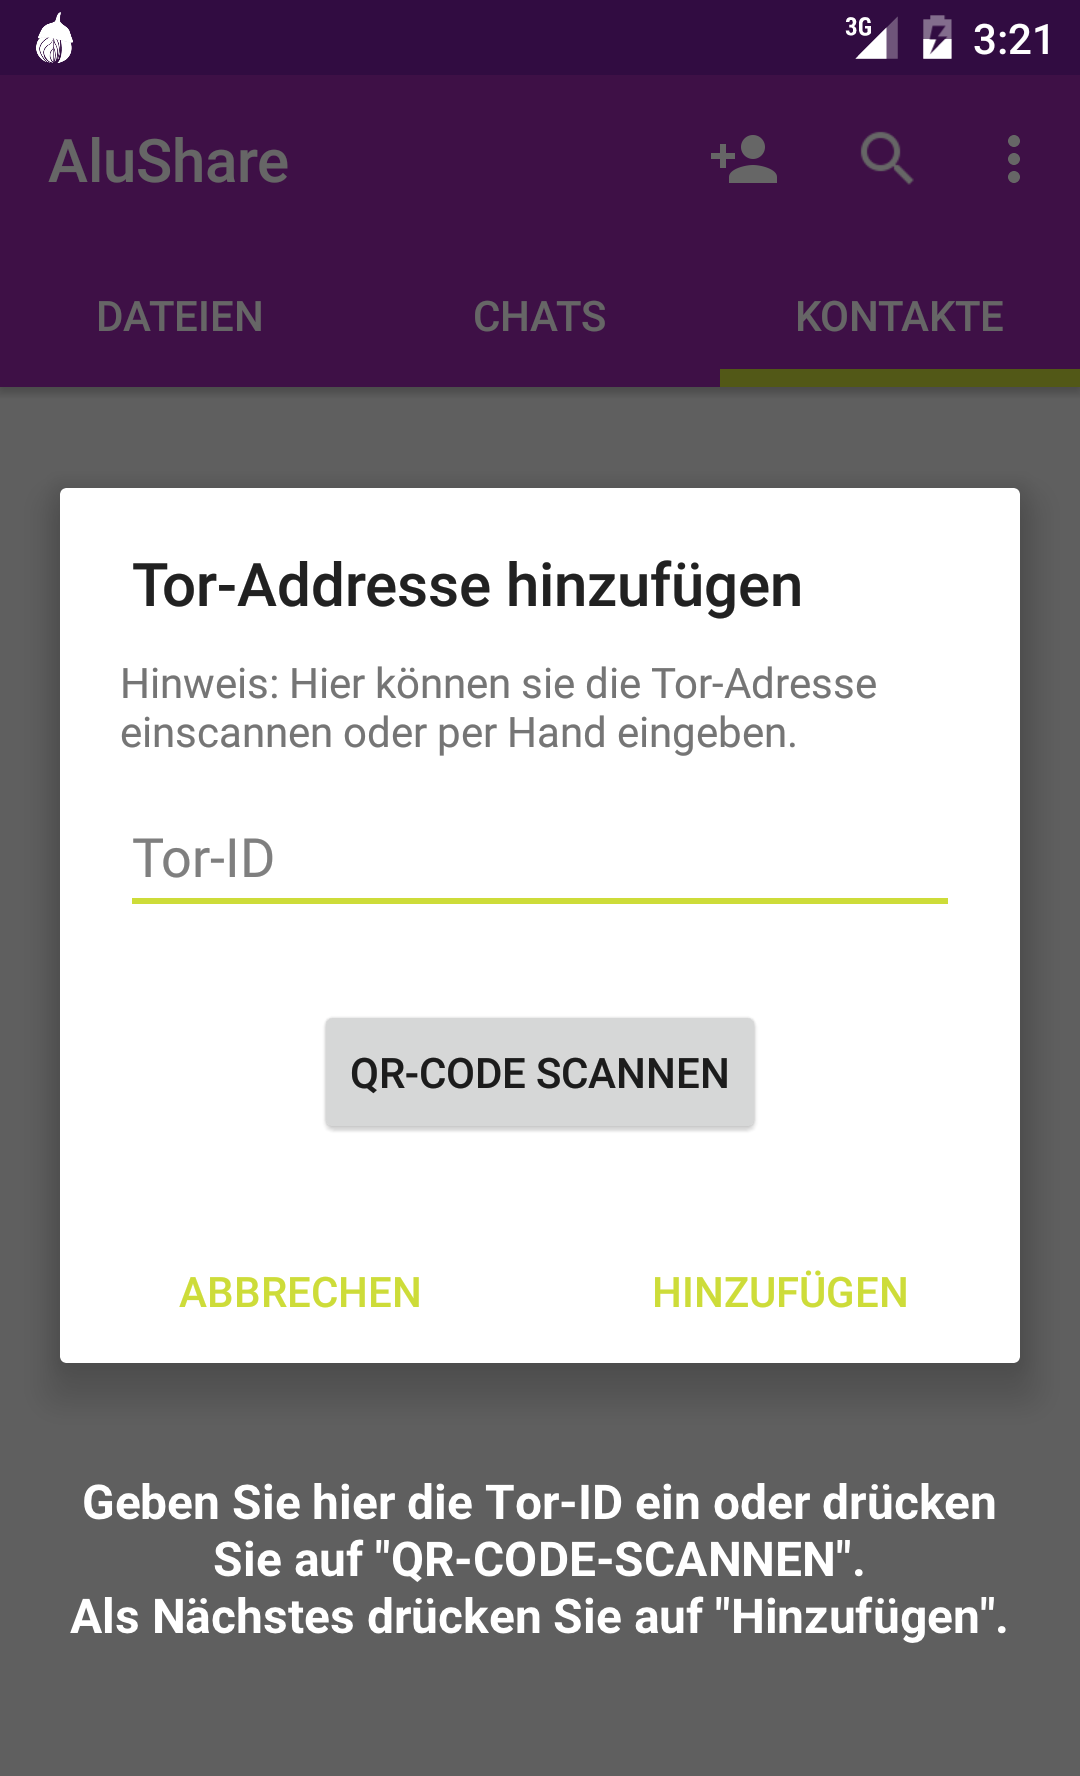 3G 3:21
AluShare
DATEIEN CHATS KONTAKTE
Tor-Addresse hinzufügen
Hinweis: Hier können sie die Tor-Adresse
einscannen oder per Hand eingeben.
Tor-ID
QR-CODE SCANNEN
ABBRECHEN HINZUFÜGEN
Geben Sie hier die Tor-ID ein oder drücken
Sie auf "QR-CODE-SCANNEN".
Als Nächstes drücken Sie auf "Hinzufügen".